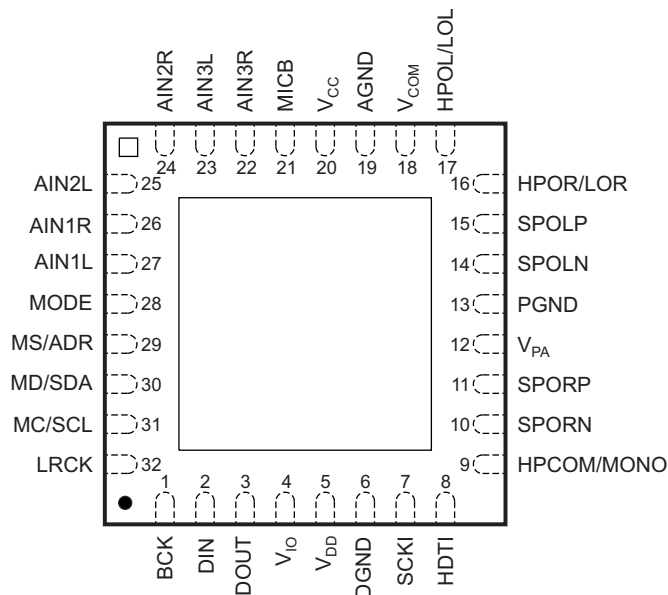 AIN2R AIN3L AIN3R MICB VCC AGND VCOM HPOL/LOL
24 23 22 21 20 19 18 17
AIN2L 25 16 HPOR/LOR
AIN1R 26 15 SPOLP
AIN1L 27 14 SPOLN
MODE 28 13 PGND
MS/ADR 29 12 VPA
MD/SDA 30 11 SPORP
MC/SCL 31 10 SPORN
LRCK 32 9 HPCOM/MONO
1 2 3 4 5 6 7 8
BCK DIN DOUT VIO VDD DGND SCKI HDTI